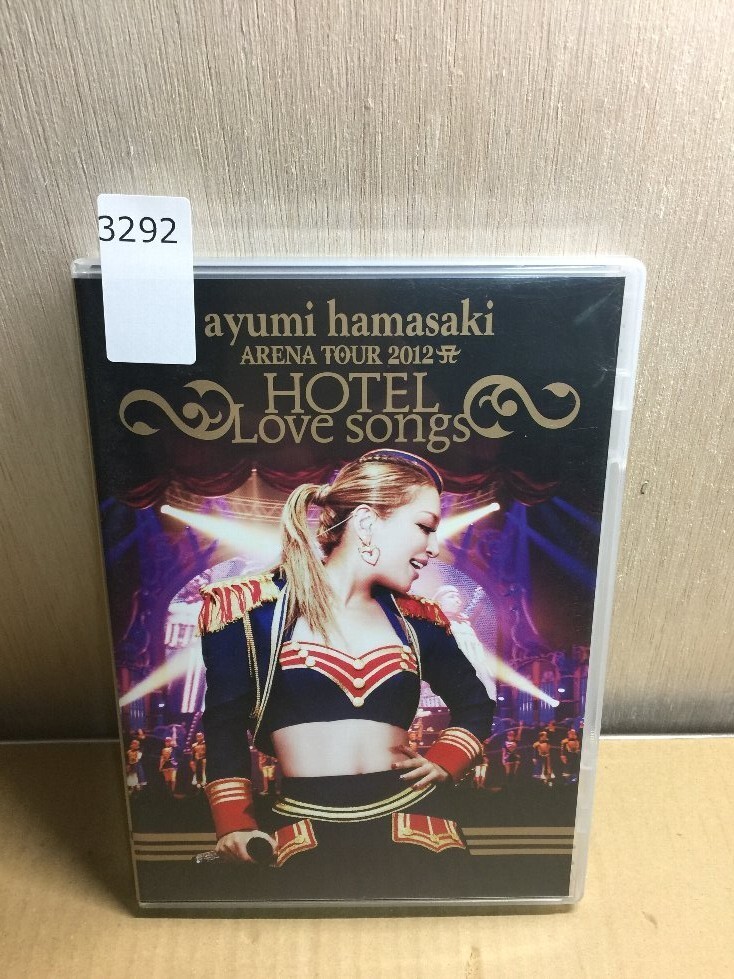 3292
ayumi hamasaki
ARENA TOUR 2012 A
HOTEL
Love songs